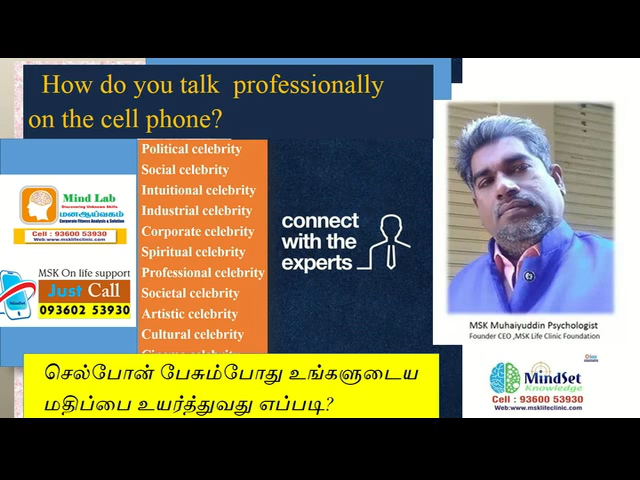 How do you talk professionally
on the cell phone?
Political celebrity
Social celebrity
Intuitional celebrity
Industrial celebrity
Corporate celebrity
Spiritual celebrity
Professional celebrity
Societal celebrity
Artistic celebrity
Cultural celebrity
Mind Lab
Discovering Unknown Skills
மனஆய்வகம்
Corporate Fitness Analysis & Solution
Cell : 93600 53930
Web:www.msklifeclinic.com
MSK On life support
Just Call
093602 53930
MindSet
connect
with the
experts
செல்போன் பேசும்போது உங்களுடைய
மதிப்பை உயர்த்துவது எப்படி?
MSK Muhaiyuddin Psychologist
Founder CEO ,MSK Life Clinic Foundation
MindSet
Knowledge
Cell : 93600 53930
Web:www.msklifeclinic.com